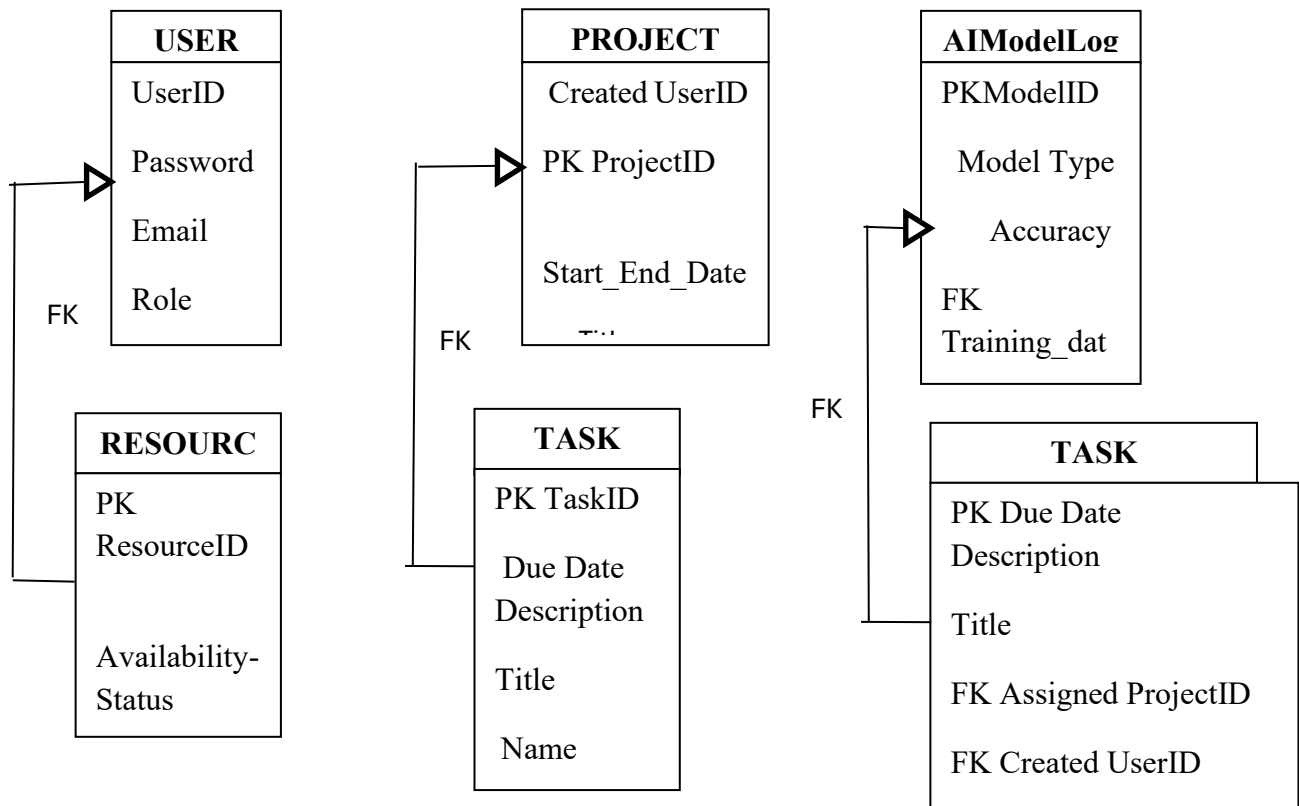 USER
UserID
Password
Email
Role
FK
PROJECT
Created UserID
PK ProjectID
Start_End_Date
FK
AIModelLog
PKModelID
Model Type
Accuracy
FK
Training_dat
FK
RESOURC
PK
ResourceID
Availability-
Status
TASK
PK TaskID
Due Date
Description
Title
Name
TASK
PK Due Date
Description
Title
FK Assigned ProjectID
FK Created UserID